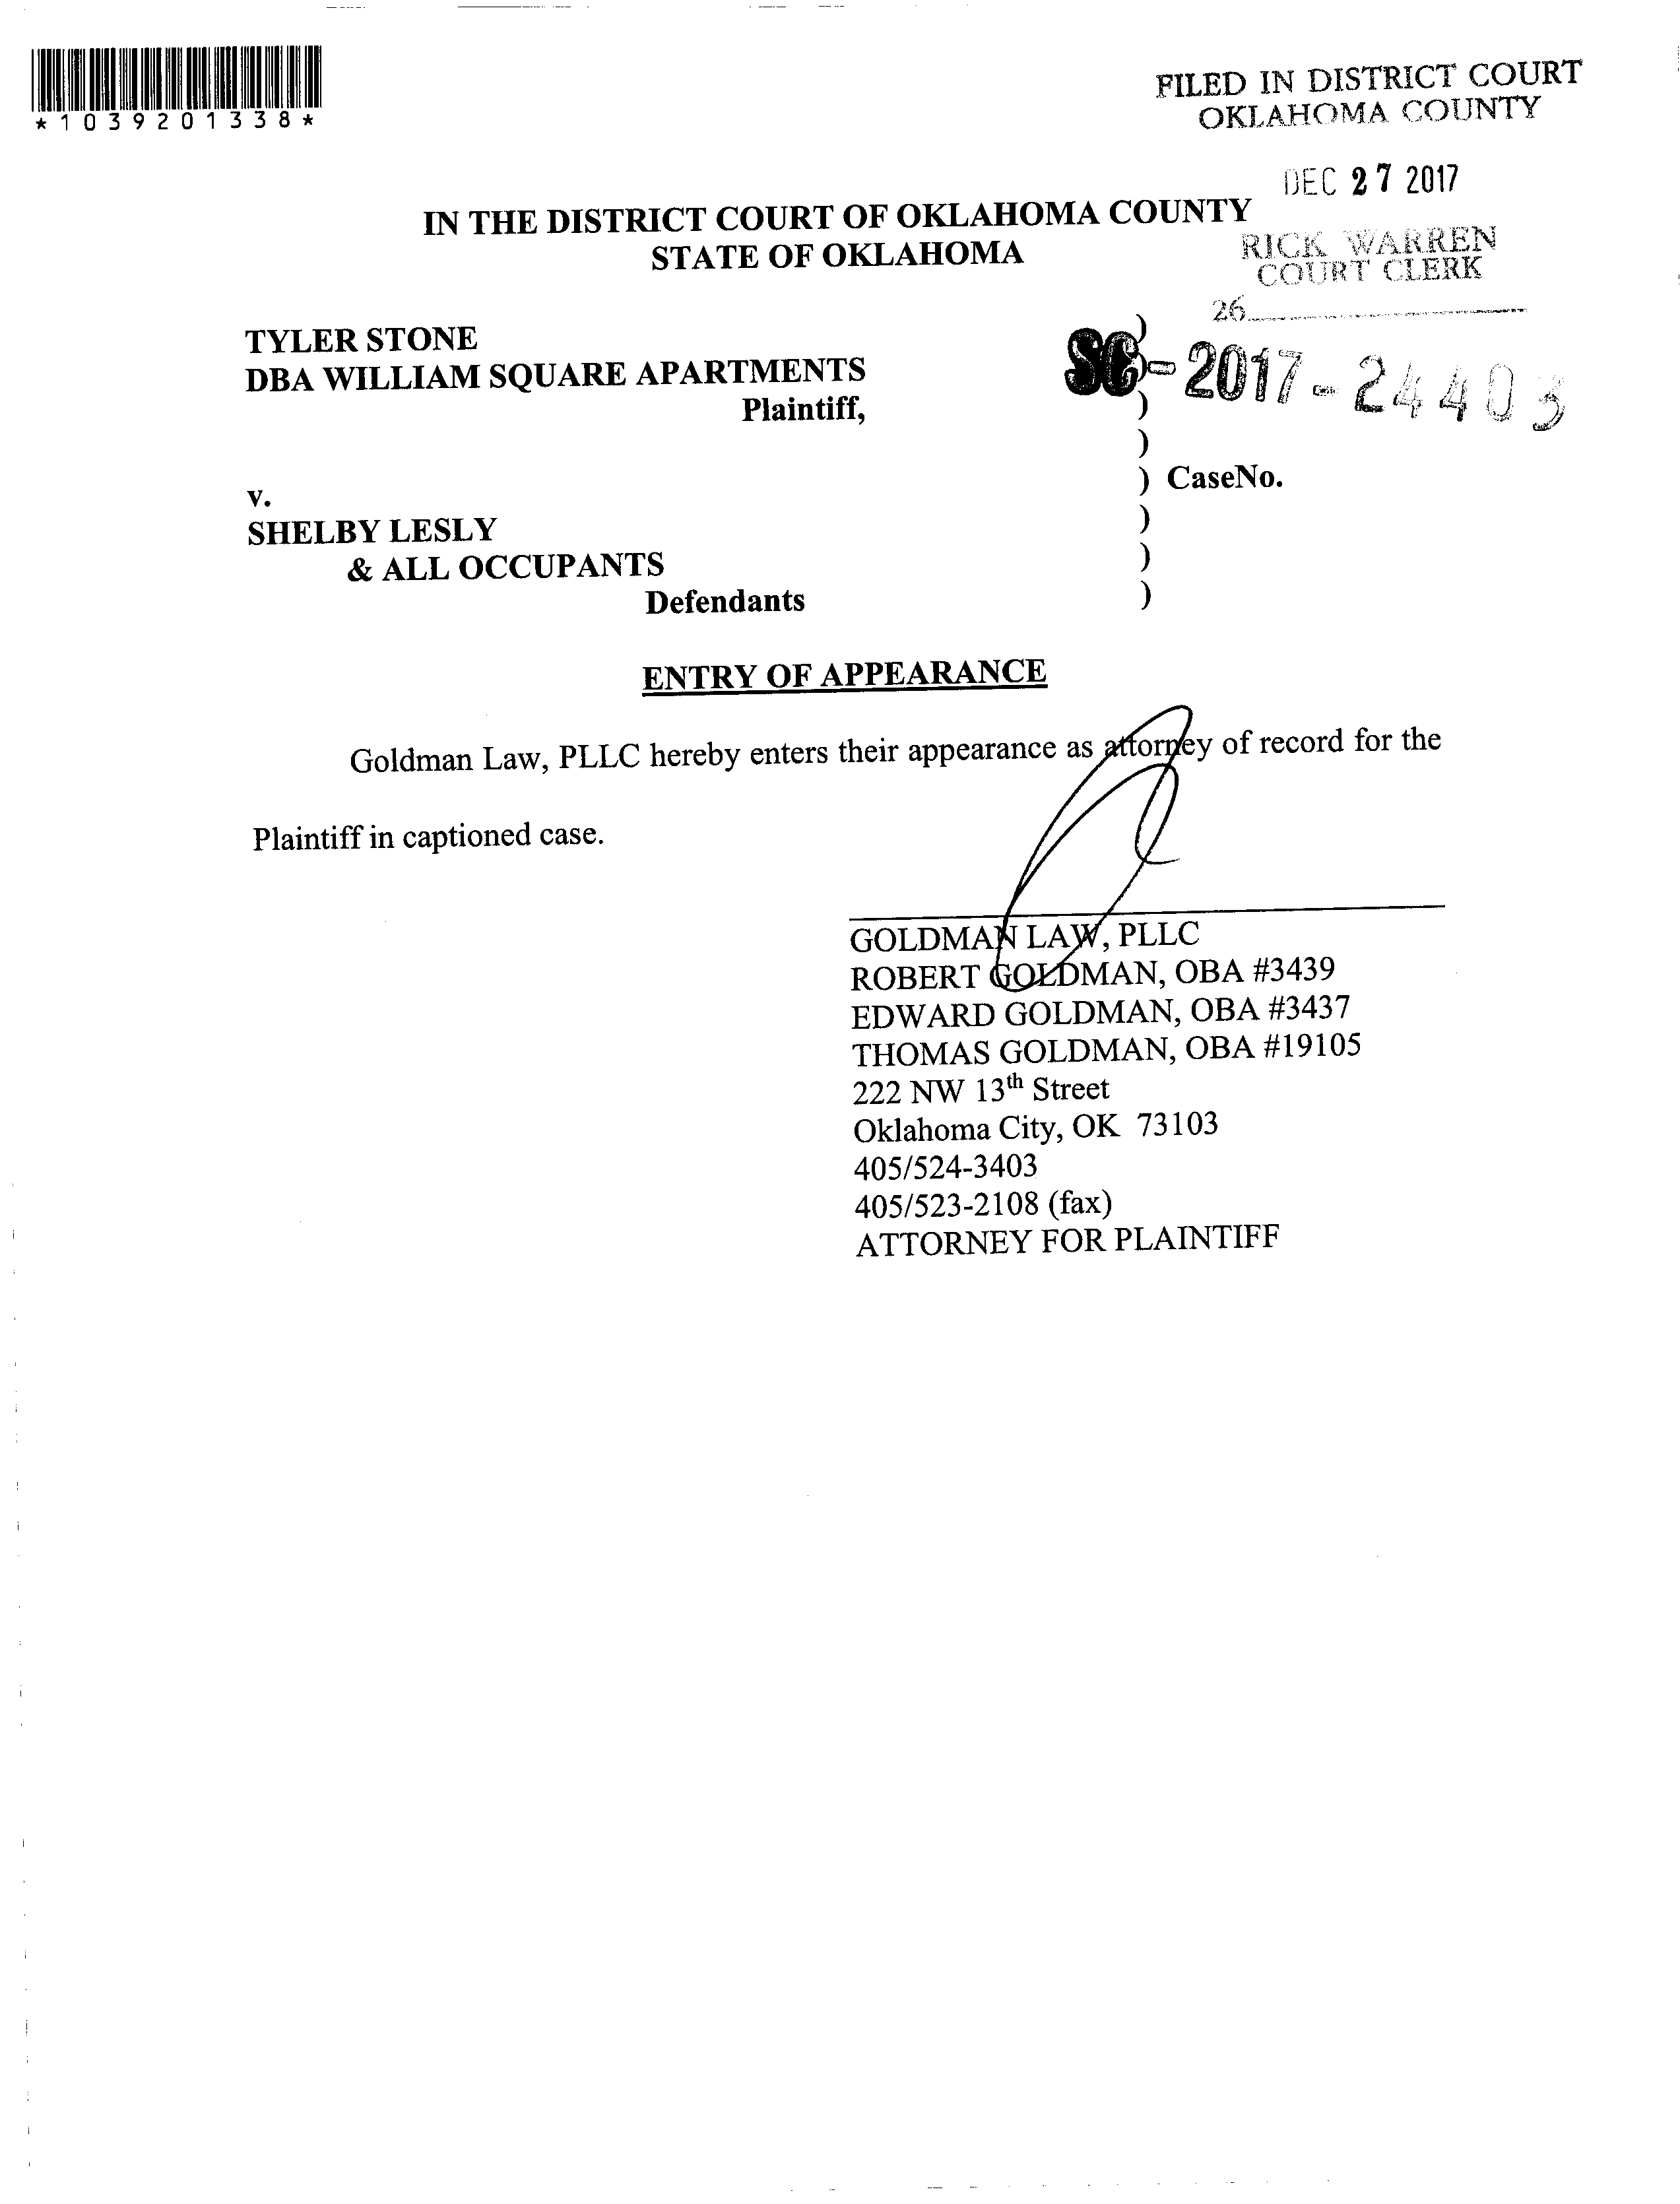 *1039201338*
FILED IN DISTRICT COURT
OKLAHOMA COUNTY
DEC 27 2017
IN THE DISTRICT COURT OF OKLAHOMA COUNTY
STATE OF OKLAHOMA
RICK WARREN
COURT CLERK
26
TYLER STONE
DBA WILLIAM SQUARE APARTMENTS
Plaintiff,
SC-2017-24403
)
)
)
) CaseNo.
v.
SHELBY LESLY
)
& ALL OCCUPANTS
)
Defendants
)
ENTRY OF APPEARANCE
Goldman Law, PLLC hereby enters their appearance as attorney of record for the
Plaintiff in captioned case.
GOLDMAN LAW, PLLC
ROBERT GOLDMAN, OBA #3439
EDWARD GOLDMAN, OBA #3437
THOMAS GOLDMAN, OBA #19105
222 NW 13th Street
Oklahoma City, OK 73103
405/524-3403
405/523-2108 (fax)
ATTORNEY FOR PLAINTIFF